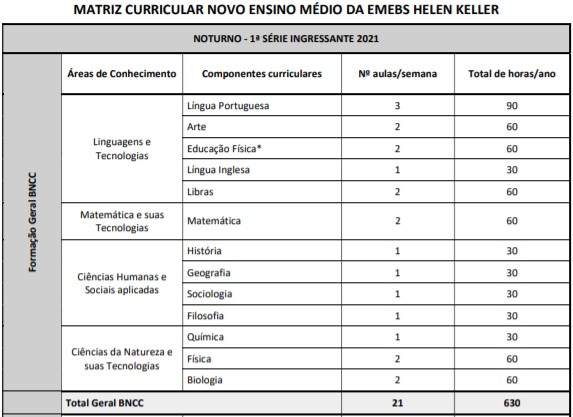 MATRIZ CURRICULAR NOVO ENSINO MÉDIO DA EMEBS HELEN KELLER
NOTURNO - 1ª SÉRIE INGRESSANTE 2021
Áreas de Conhecimento Componentes curriculares Nº aulas/semana Total de horas/ano
Formação Geral BNCC
Linguagens e
Tecnologias
Língua Portuguesa 3 90
Arte 2 60
Educação Física* 2 60
Língua Inglesa 1 30
Libras 2 60
Matemática e suas
Tecnologias
Matemática 2 60
Ciências Humanas e
Sociais aplicadas
História 1 30
Geografia 1 30
Sociologia 1 30
Filosofia 1 30
Ciências da Natureza e
suas Tecnologias
Química 1 30
Física 2 60
Biologia 2 60
Total Geral BNCC 21 630